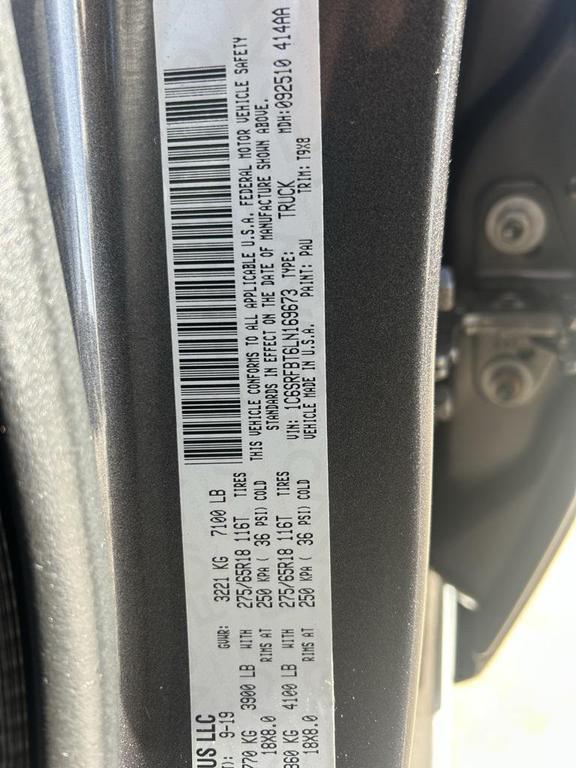 US LLC
): 9-19 GVWR: 3221 KG 7100 LB
770 KG 3900 LB WITH 275/65R18 116T TIRES
18X8.0 RIMS AT 250 KPA ( 36 PSI) COLD
860 KG 4100 LB WITH 275/65R18 116T TIRES
18X8.0 RIMS AT 250 KPA ( 36 PSI) COLD
THIS VEHICLE CONFORMS TO ALL APPLICABLE U.S.A. FEDERAL MOTOR VEHICLE SAFETY
STANDARDS IN EFFECT ON THE DATE OF MANUFACTURE SHOWN ABOVE.
VIN: 1C6SRFBT6LN169673 TYPE: TRUCK MDH:092510 414AA
VEHICLE MADE IN U.S.A. PAINT: PAU TRIM: T9X8